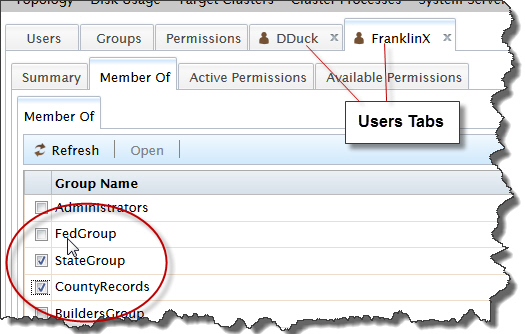 Topology Disk Usage Target Clusters Cluster Processes System Server
Users Groups Permissions DDuck x FranklinX x
Summary Member Of Active Permissions Available Permissions
Users Tabs
Member Of
Refresh Open
Group Name
Administrators
FedGroup
StateGroup
CountyRecords
BuildersGroup